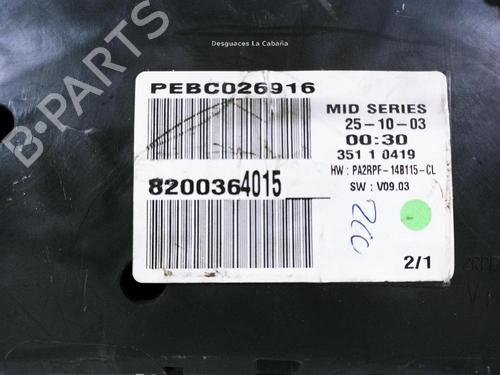 Desguaces La Cabaña
B-PARTS
PEBC026916
MID SERIES
25-10-03
00:30
351 1 0419
HW : PA2RPF-14B115-CL
SW : V09.03
8200364015
200
2/1